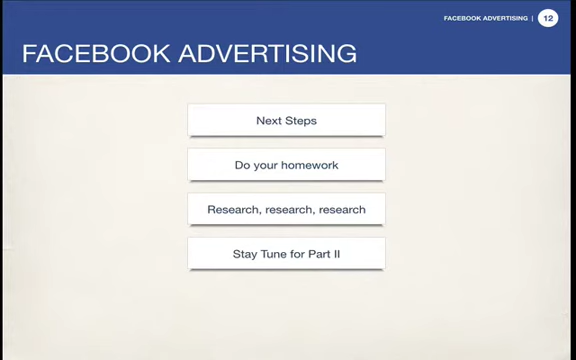 FACEBOOK ADVERTISING | 12
FACEBOOK ADVERTISING
Next Steps
Do your homework
Research, research, research
Stay Tune for Part II